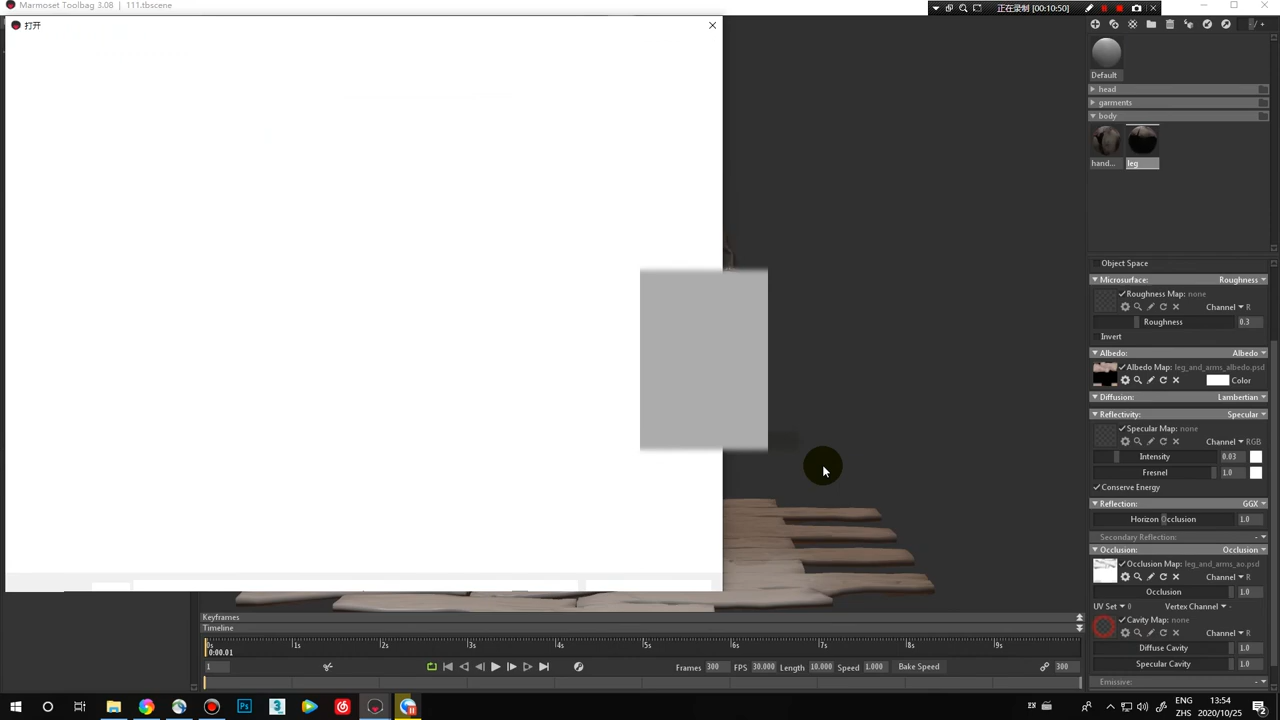 Marmoset Toolbag 3.08 | 111.tbscene
正在录制 [00:10:50]
打开
Default
head
garments
body
hand...
leg
Object Space
Microsurface: Roughness
Roughness Map: none
Channel R
Roughness 0.3
Invert
Albedo: Albedo
Albedo Map: leg_and_arms_albedo.psd
Color
Diffusion: Lambertian
Reflectivity: Specular
Specular Map: none
Channel RGB
Intensity 0.03
Fresnel 1.0
Conserve Energy
Reflection: GGX
Horizon Occlusion 1.0
Secondary Reflection: -
Occlusion: Occlusion
Occlusion Map: leg_and_arms_ao.psd
Channel R
Occlusion 1.0
UV Set 0 Vertex Channel -
Cavity Map: none
Channel R
Diffuse Cavity 1.0
Specular Cavity 1.0
Emissive: -
Keyframes
Timeline
0s 1s 2s 3s 4s 5s 6s 7s 8s 9s
0:00.01
1 Frames 300 FPS 30.000 Length 10.000 Speed 1.000 Bake Speed 300
Ps
3
ENG 13:54
ZHS 2020/10/25
2